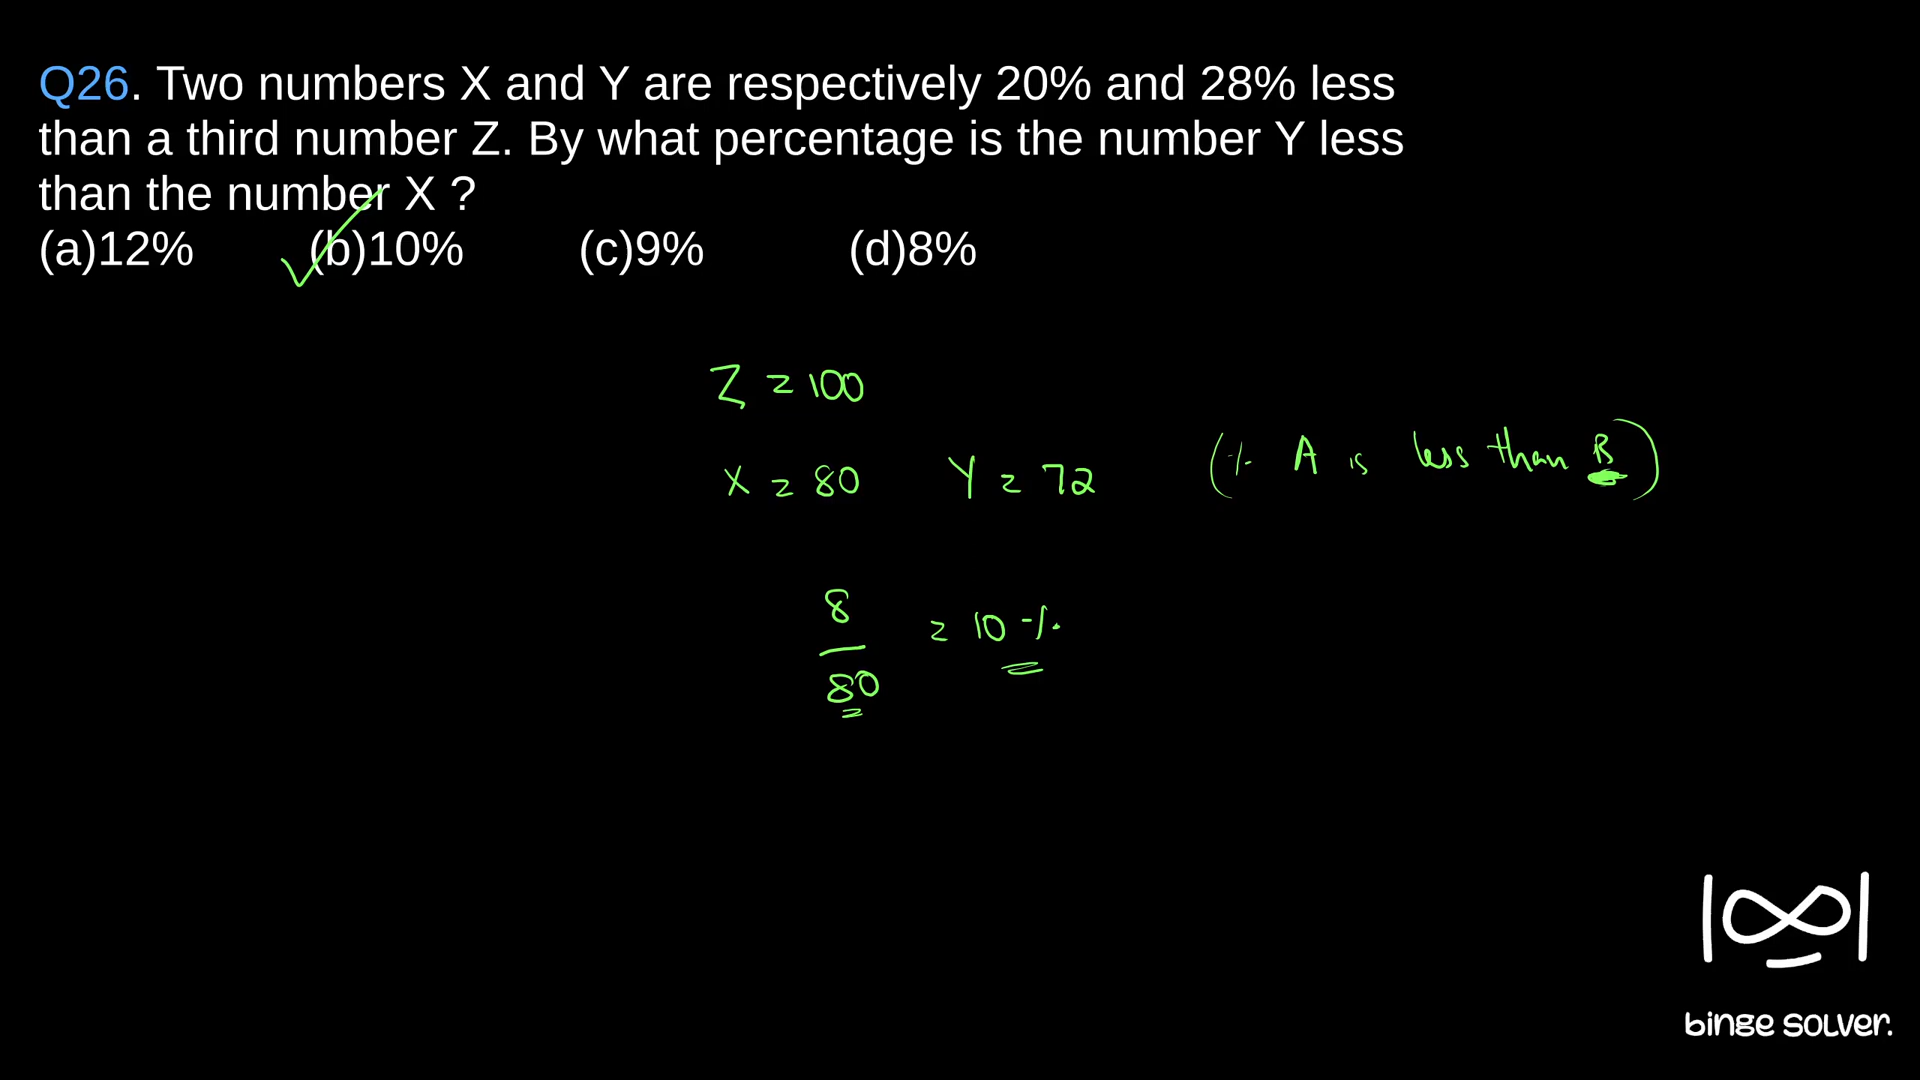 Q26. Two numbers X and Y are respectively 20% and 28% less
than a third number Z. By what percentage is the number Y less
than the number X ?
(a)12% (b)10% (c)9% (d)8%
Z = 100
X = 80 Y = 72 (% A is less than B)
8
80
= 10 %
binge SOLVER.